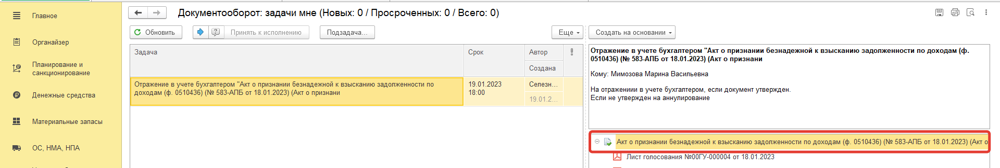 Документооборот: задачи мне (Новых: 0 / Просроченных: 0 / Всего: 0)
Главное
Органайзер
Планирование и
санкционирование
Денежные средства
Материальные запасы
ОС, НМА, НПА
Обновить
Принять к исполнению
Подзадача...
Еще
Создать на основании
Задача
Срок
Автор
Создана
Отражение в учете бухгалтером "Акт о признании безнадежной к взысканию задолженности по
доходам (ф. 0510436) (№ 583-АПБ от 18.01.2023) (Акт о признани
19.01.2023
18:00
Селезн...
19.01.2...
Отражение в учете бухгалтером "Акт о признании безнадежной к взысканию задолженности по доходам (ф.
0510436) (№ 583-АПБ от 18.01.2023) (Акт о признани
Кому: Мимозова Марина Васильевна
На отражениии в учете бухгалтером, если документ утвержден.
Если не утвержден на аннулирование
Акт о признании безнадежной к взысканию задолженности по доходам (ф. 0510436) (№ 583-АПБ от 18.01.2023) (Акт о
Лист голосования №00ГУ-000004 от 18.01.2023